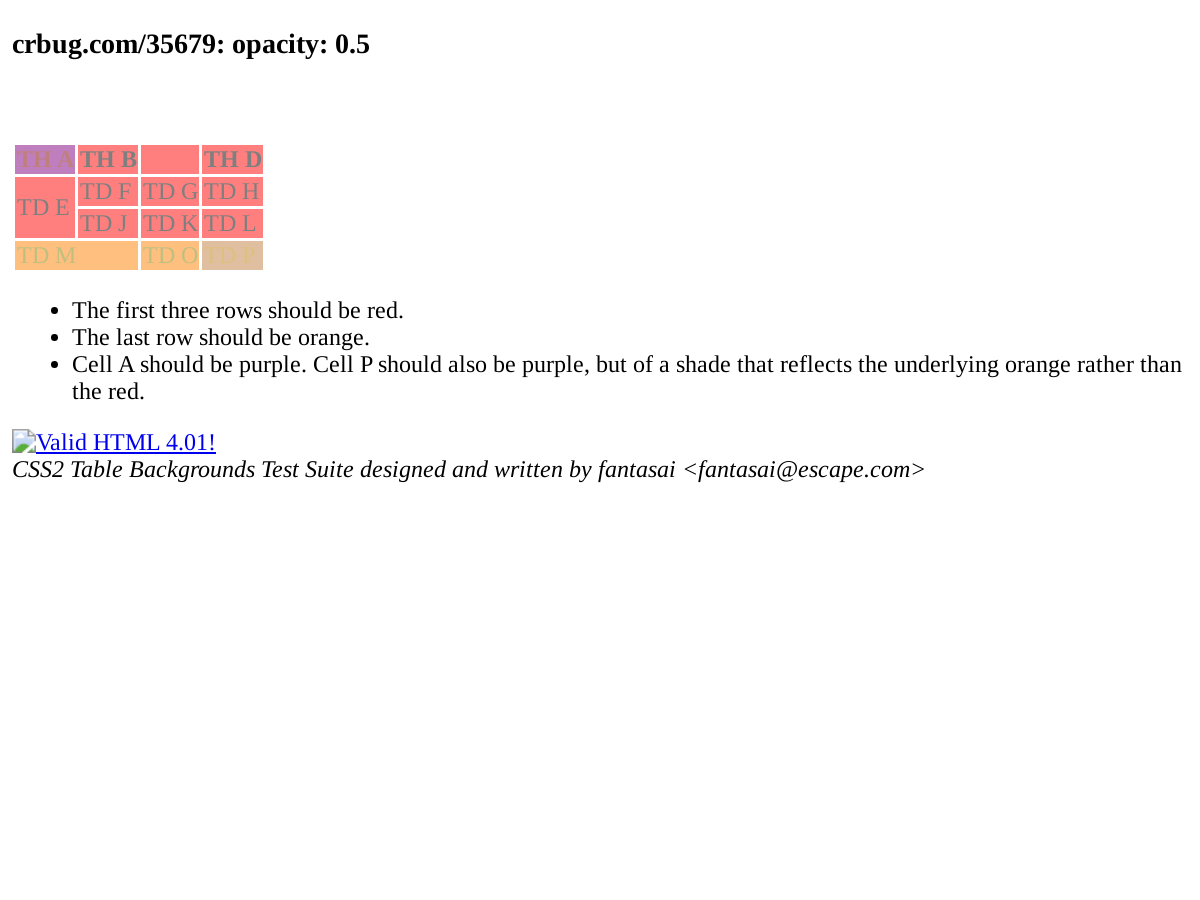 crbug.com/35679: opacity: 0.5
TH A TH B TH D
TD E TD F TD G TD H
TD J TD K TD L
TD M TD O TD P
The first three rows should be red.
The last row should be orange.
Cell A should be purple. Cell P should also be purple, but of a shade that reflects the underlying orange rather than
the red.
Valid HTML 4.01!
CSS2 Table Backgrounds Test Suite designed and written by fantasai <fantasai@escape.com>